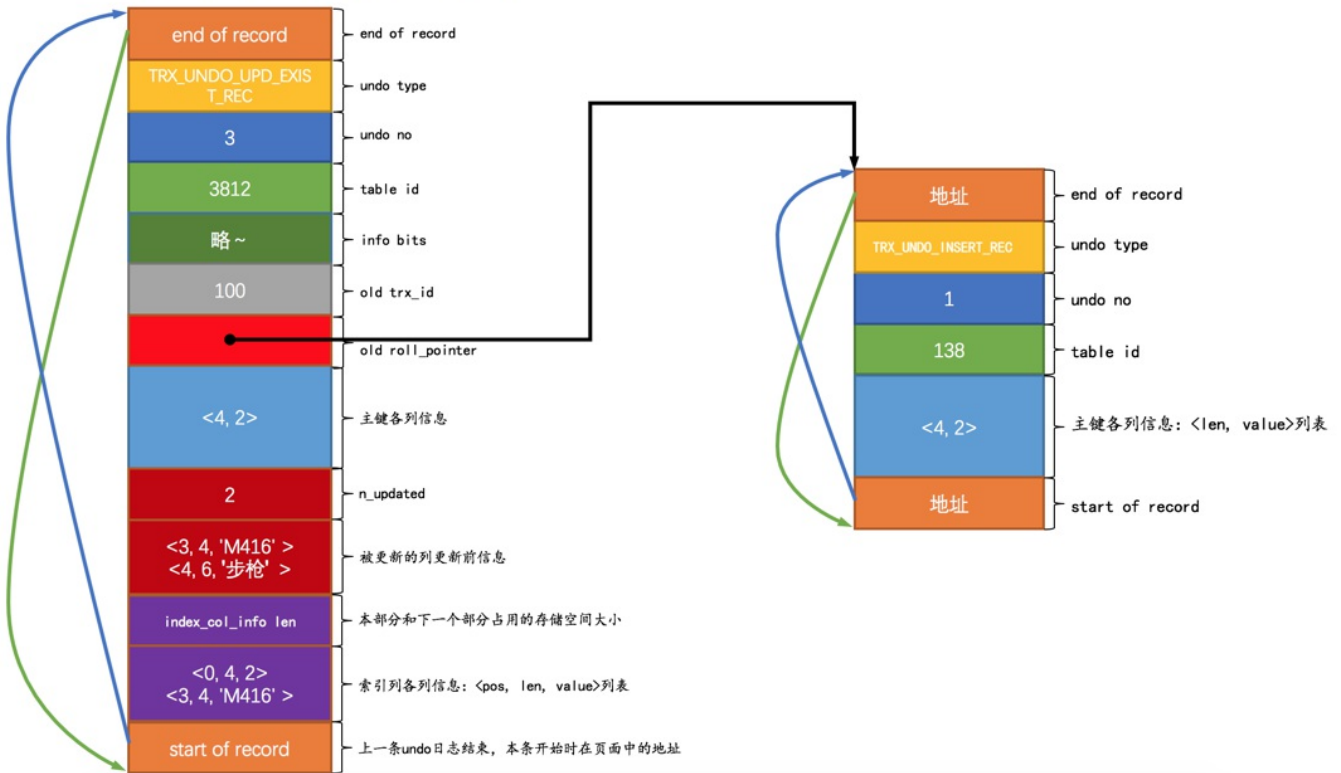 end of record
end of record
TRX_UNDO_UPD_EXIS
T_REC
undo type
3
undo no
3812
table id
略~
info bits
100
old trx_id
old roll_pointer
<4, 2>
主键各列信息
2
n_updated
<3, 4, 'M416' >
<4, 6, '步枪' >
被更新的列更新前信息
index_col_info len
本部分和下一个部分占用的存储空间大小
<0, 4, 2>
<3, 4, 'M416' >
索引列各列信息: <pos, len, value>列表
start of record
上一条undo日志结束, 本条开始时在页面中的地址
地址
end of record
TRX_UNDO_INSERT_REC
undo type
1
undo no
138
table id
<4, 2>
主键各列信息: <len, value>列表
地址
start of record